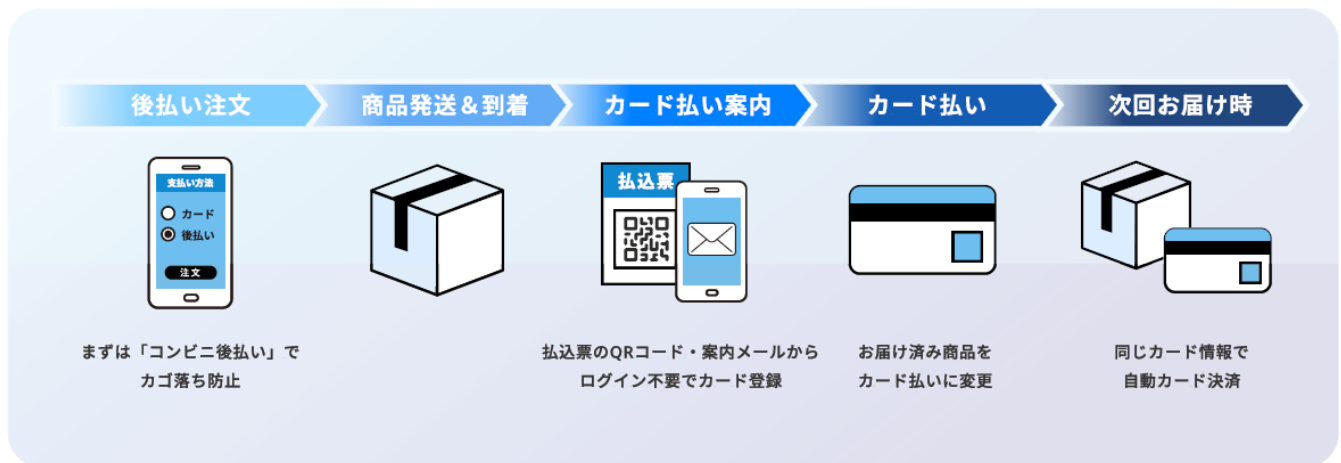 後払い注文
商品発送&到着
カード払い案内
カード払い
次回お届け時
支払い方法
カード
後払い
注文
払込票
まずは「コンビニ後払い」で
カゴ落ち防止
払込票のQRコード・案内メールから
ログイン不要でカード登録
お届け済み商品を
カード払いに変更
同じカード情報で
自動カード決済